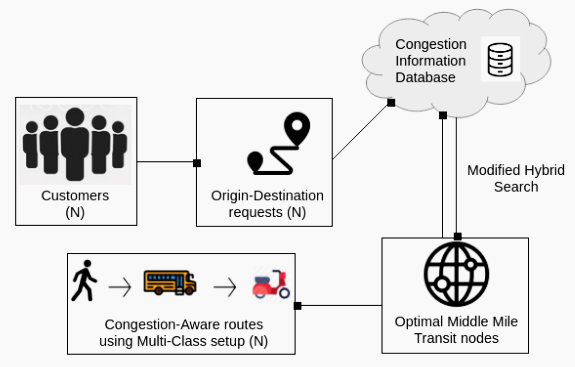 Congestion
Information
Database
Customers
(N)
Origin-Destination
requests (N)
Modified Hybrid
Search
Congestion-Aware routes
using Multi-Class setup (N)
Optimal Middle Mile
Transit nodes